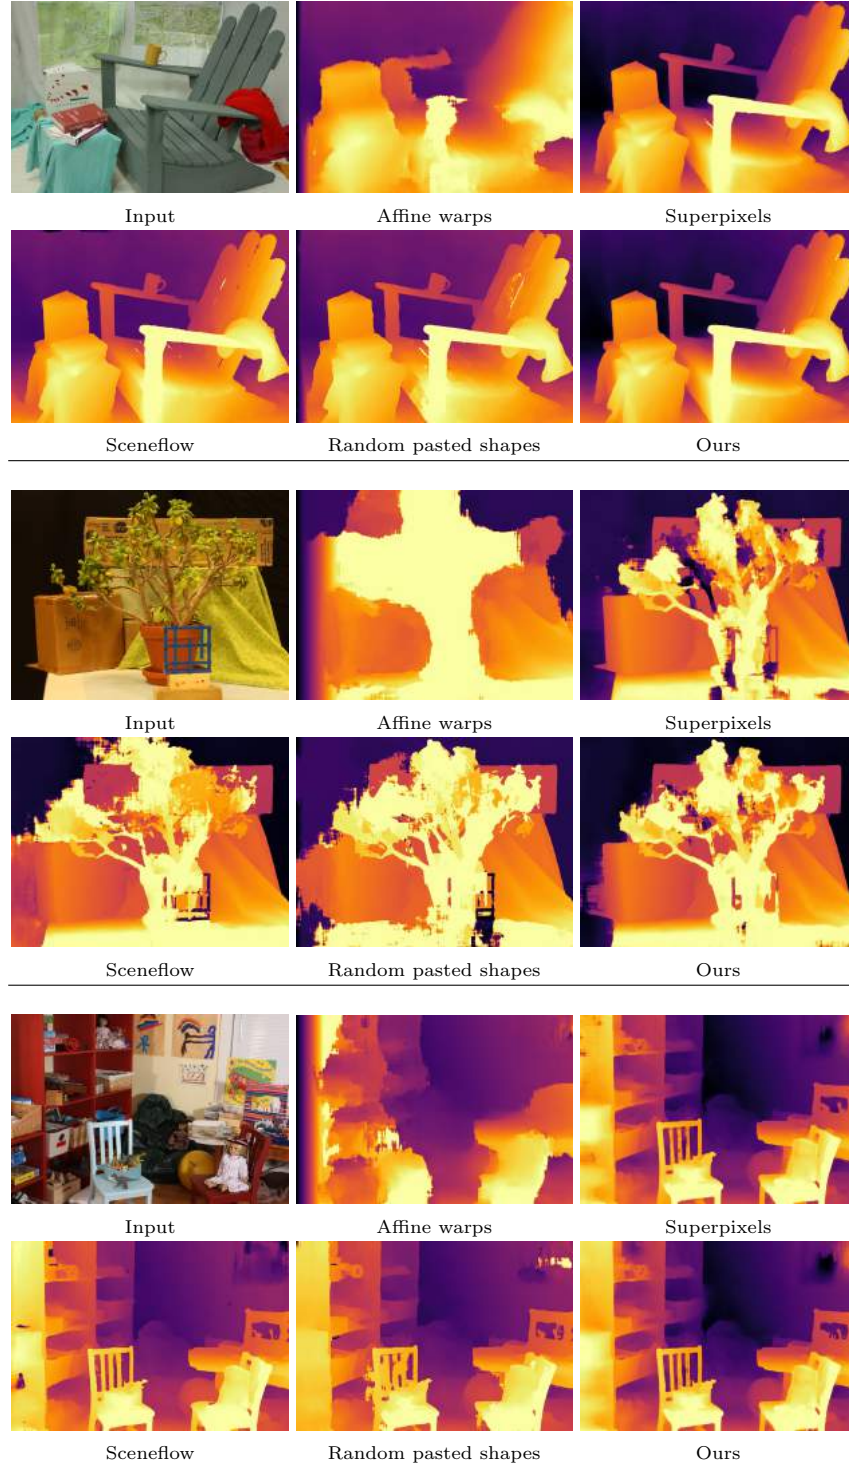 Input Affine warps Superpixels
Sceneflow Random pasted shapes Ours
Input Affine warps Superpixels
Sceneflow Random pasted shapes Ours
Input Affine warps Superpixels
Sceneflow Random pasted shapes Ours